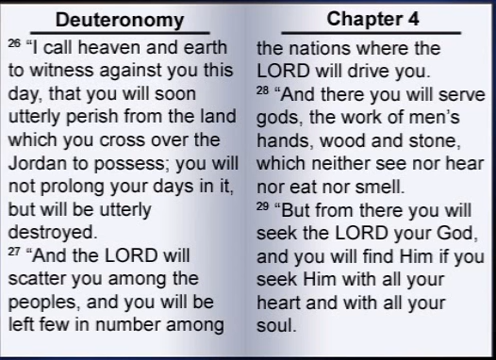 Deuteronomy
26 “I call heaven and earth
to witness against you this
day, that you will soon
utterly perish from the land
which you cross over the
Jordan to possess; you will
not prolong your days in it,
but will be utterly
destroyed.
27 “And the LORD will
scatter you among the
peoples, and you will be
left few in number among
Chapter 4
the nations where the
LORD will drive you.
28 “And there you will serve
gods, the work of men’s
hands, wood and stone,
which neither see nor hear
nor eat nor smell.
29 “But from there you will
seek the LORD your God,
and you will find Him if you
seek Him with all your
heart and with all your
soul.